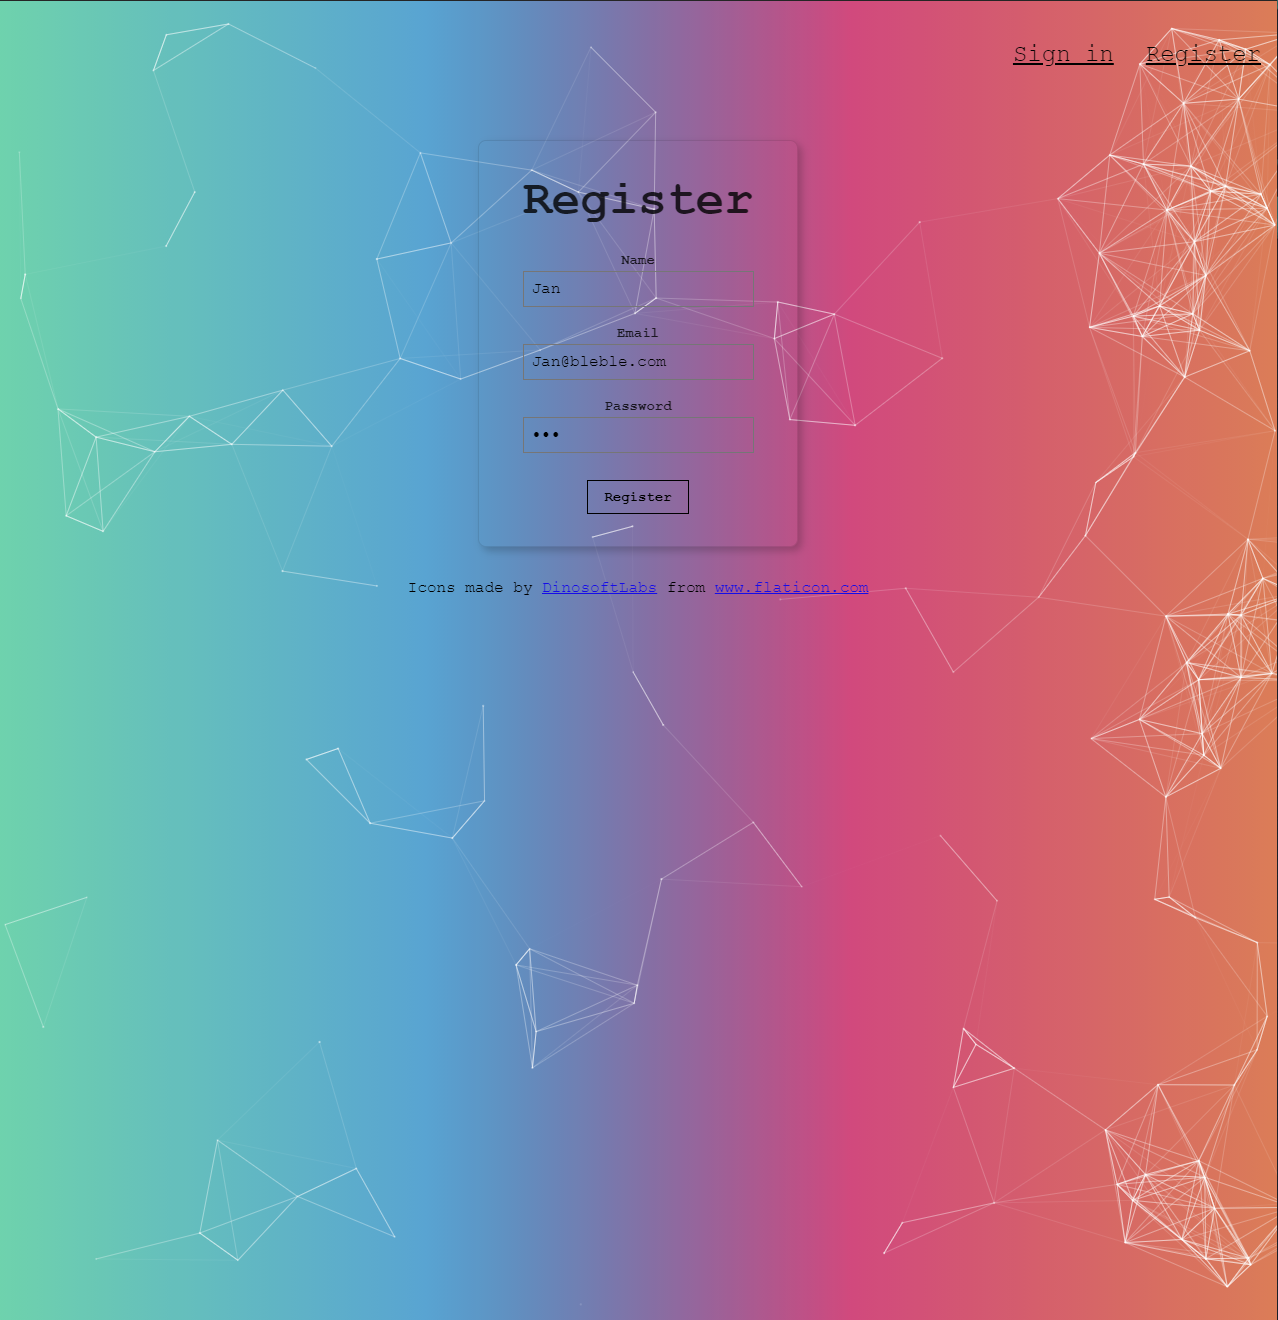 Sign in Register
Register
Name
Jan
Email
Jan@bleble.com
Password
•••
Register
Icons made by DinosoftLabs from www.flaticon.com